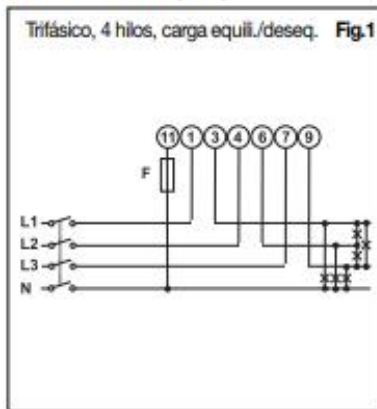 Trifásico, 4 hilos, carga equili./deseq. Fig.1
11 1 3 4 6 7 9
F
L1
L2
L3
N